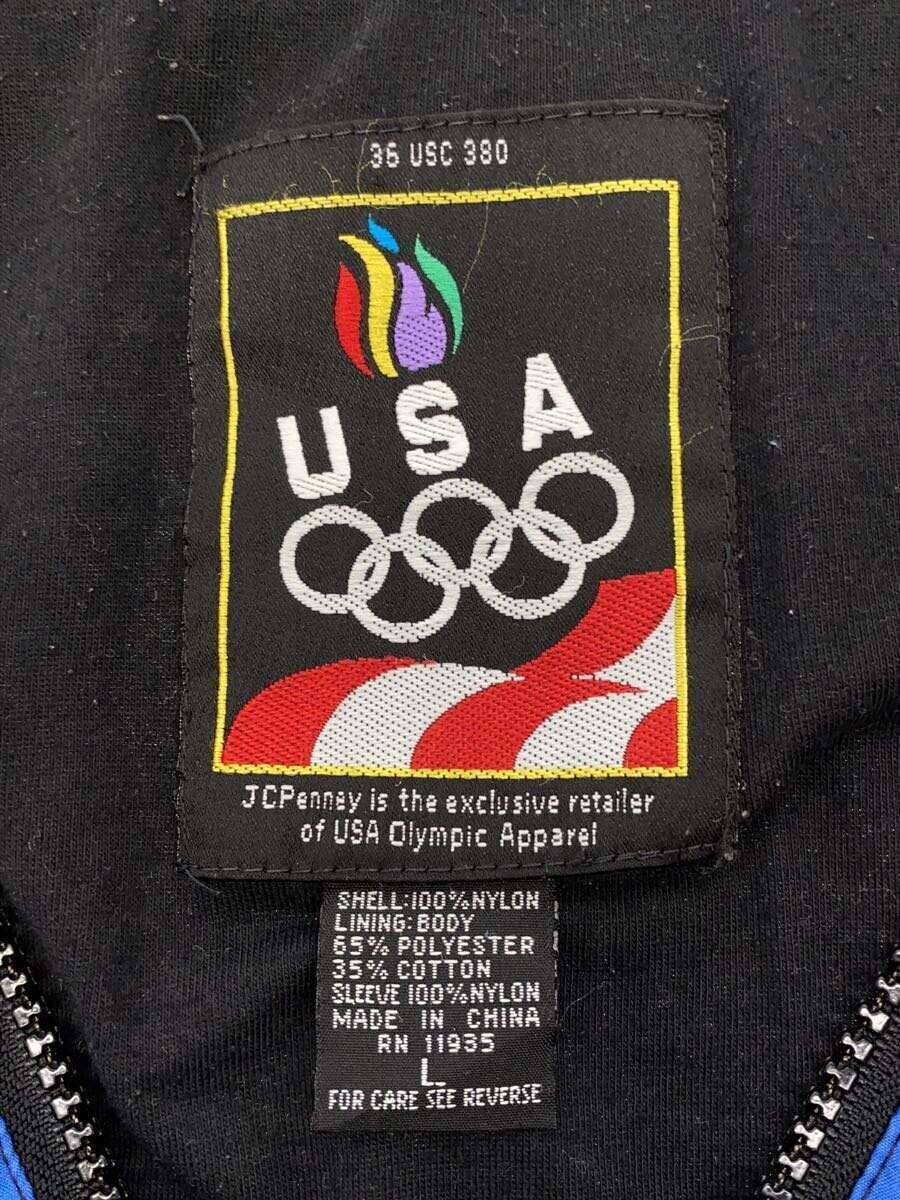 36 USC 380
USA
JCPenney is the exclusive retailer
of USA Olympic Apparel
SHELL:100%NYLON
LINING:BODY
65% POLYESTER
35% COTTON
SLEEVE 100%NYLON
MADE IN CHINA
RN 11935
L
FOR CARE SEE REVERSE